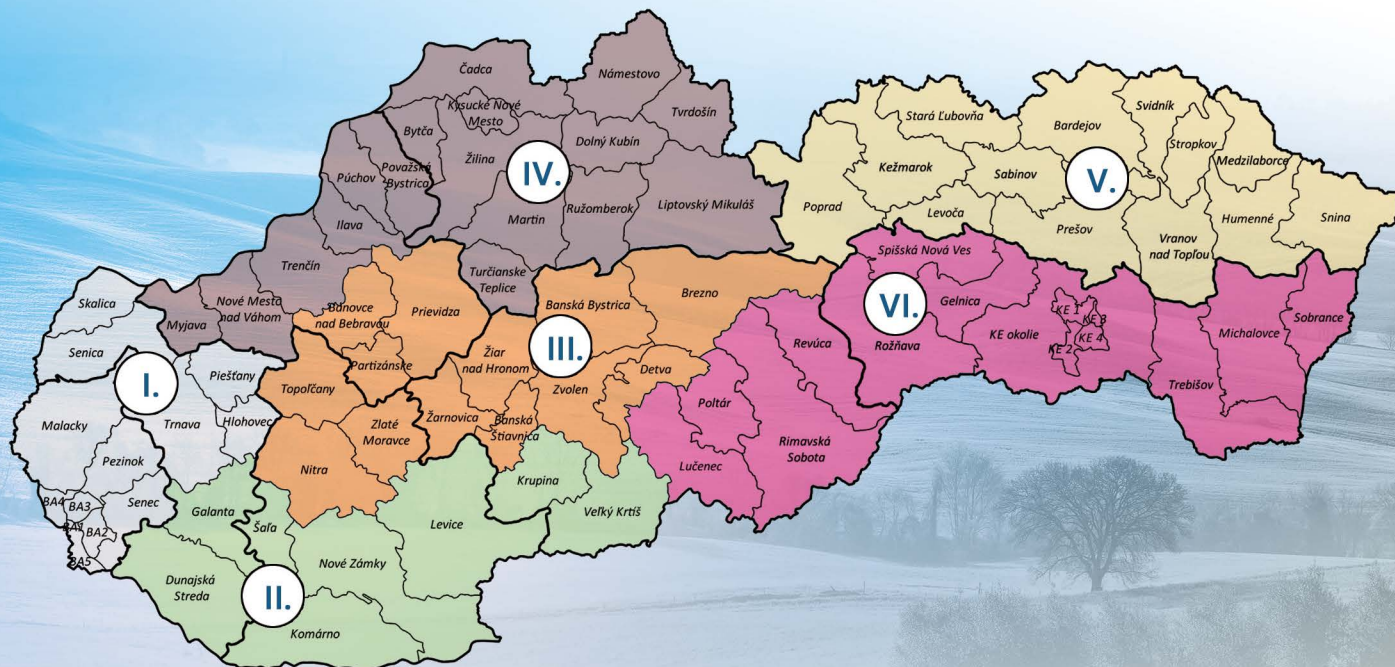 Čadca
Námestovo
Kysucké Nové
Mesto
Tvrdošín
Bytča
Dolný Kubín
Žilina
Považská
Bystrica
Púchov
IV.
Ružomberok
Liptovský Mikuláš
Martin
Ilava
Trenčín
Turčianske
Teplice
Nové Mesto
nad Váhom
Myjava
Stará Ľubovňa
Svidník
Bardejov
Stropkov
Medzilaborce
Kežmarok
Sabinov
V.
Poprad
Levoča
Prešov
Humenné
Snina
Vranov
nad Topľou
Skalica
Senica
I.
Piešťany
Malacky
Trnava
Hlohovec
Pezinok
Senec
BA4
BA3
BA1
BA2
BA5
Bánovce
nad Bebravou
Prievidza
Banská Bystrica
Brezno
Partizánske
Žiar
nad Hronom
III.
Detva
Zvolen
Topoľčany
Žarnovica
Banská
Štiavnica
Zlaté
Moravce
Nitra
Spišská Nová Ves
VI.
Gelnica
KE okolie
KE 1
KE 3
KE 4
KE 2
Rožňava
Michalovce
Sobrance
Trebišov
Revúca
Poltár
Rimavská
Sobota
Lučenec
Krupina
Veľký Krtíš
Galanta
Šaľa
Levice
Nové Zámky
Dunajská
Streda
II.
Komárno